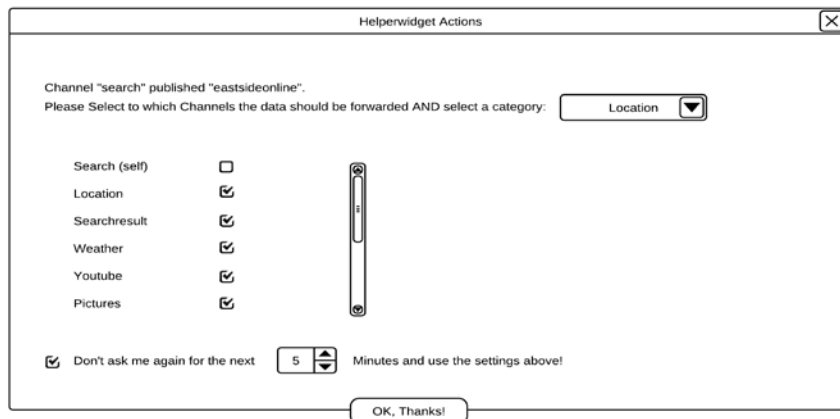 Helperwidget Actions
Channel "search" published "eastsideonline".
Please Select to which Channels the data should be forwarded AND select a category: Location
Search (self)
Location
Searchresult
Weather
Youtube
Pictures
Don't ask me again for the next 5 Minutes and use the settings above!
OK, Thanks!